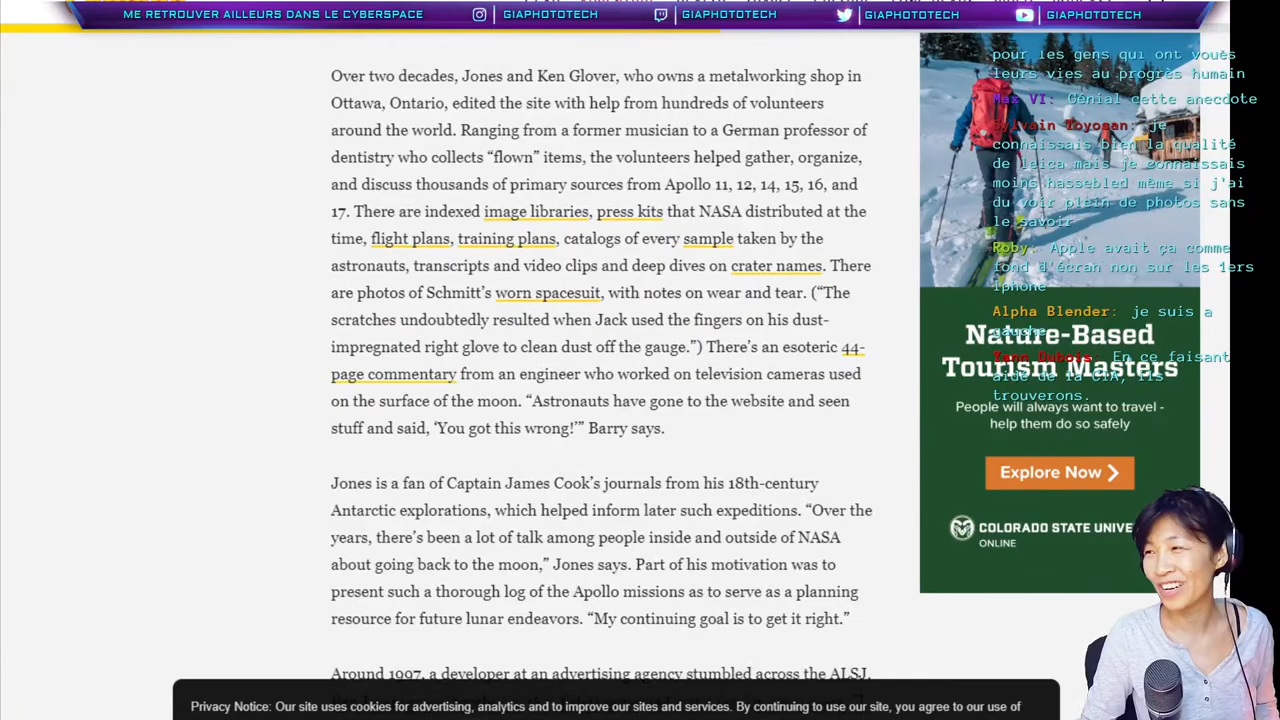 ME RETROUVER AILLEURS DANS LE CYBERSPACE
GIAPHOTOTECH
GIAPHOTOTECH
GIAPHOTOTECH
GIAPHOTOTECH
Over two decades, Jones and Ken Glover, who owns a metalworking shop in
Ottawa, Ontario, edited the site with help from hundreds of volunteers
around the world. Ranging from a former musician to a German professor of
dentistry who collects “flown” items, the volunteers helped gather, organize,
and discuss thousands of primary sources from Apollo 11, 12, 14, 15, 16, and
17. There are indexed image libraries, press kits that NASA distributed at the
time, flight plans, training plans, catalogs of every sample taken by the
astronauts, transcripts and video clips and deep dives on crater names. There
are photos of Schmitt’s worn spacesuit, with notes on wear and tear. (“The
scratches undoubtedly resulted when Jack used the fingers on his dust-
impregnated right glove to clean dust off the gauge.”) There’s an esoteric 44-
page commentary from an engineer who worked on television cameras used
on the surface of the moon. “Astronauts have gone to the website and seen
stuff and said, ‘You got this wrong!’” Barry says.
Jones is a fan of Captain James Cook’s journals from his 18th-century
Antarctic explorations, which helped inform later such expeditions. “Over the
years, there’s been a lot of talk among people inside and outside of NASA
about going back to the moon,” Jones says. Part of his motivation was to
present such a thorough log of the Apollo missions as to serve as a planning
resource for future lunar endeavors. “My continuing goal is to get it right.”
Around 1997, a developer at an advertising agency stumbled across the ALSJ.
Privacy Notice: Our site uses cookies for advertising, analytics and to improve our sites and services. By continuing to use our site, you agree to our use of
pour les gens qui ont voués
leurs vies au progrès humain
Max VI: Génial cette anecdote
Sylvain Toyosan: je
connaissais bien la qualité
de leica mais je connaissais
moins hassebled même si j'ai
du voir plein de photos sans
le savoir
Roby: Apple avait ça comme
fond d'écran non sur les 1ers
iphone
Alpha Blender: je suis a
gauche
Yann Dubois: En ce faisant
aidé de la CIA, ils
trouverons.
Nature-Based
Tourism Masters
People will always want to travel -
help them do so safely
Explore Now
COLORADO STATE UNIVE
ONLINE